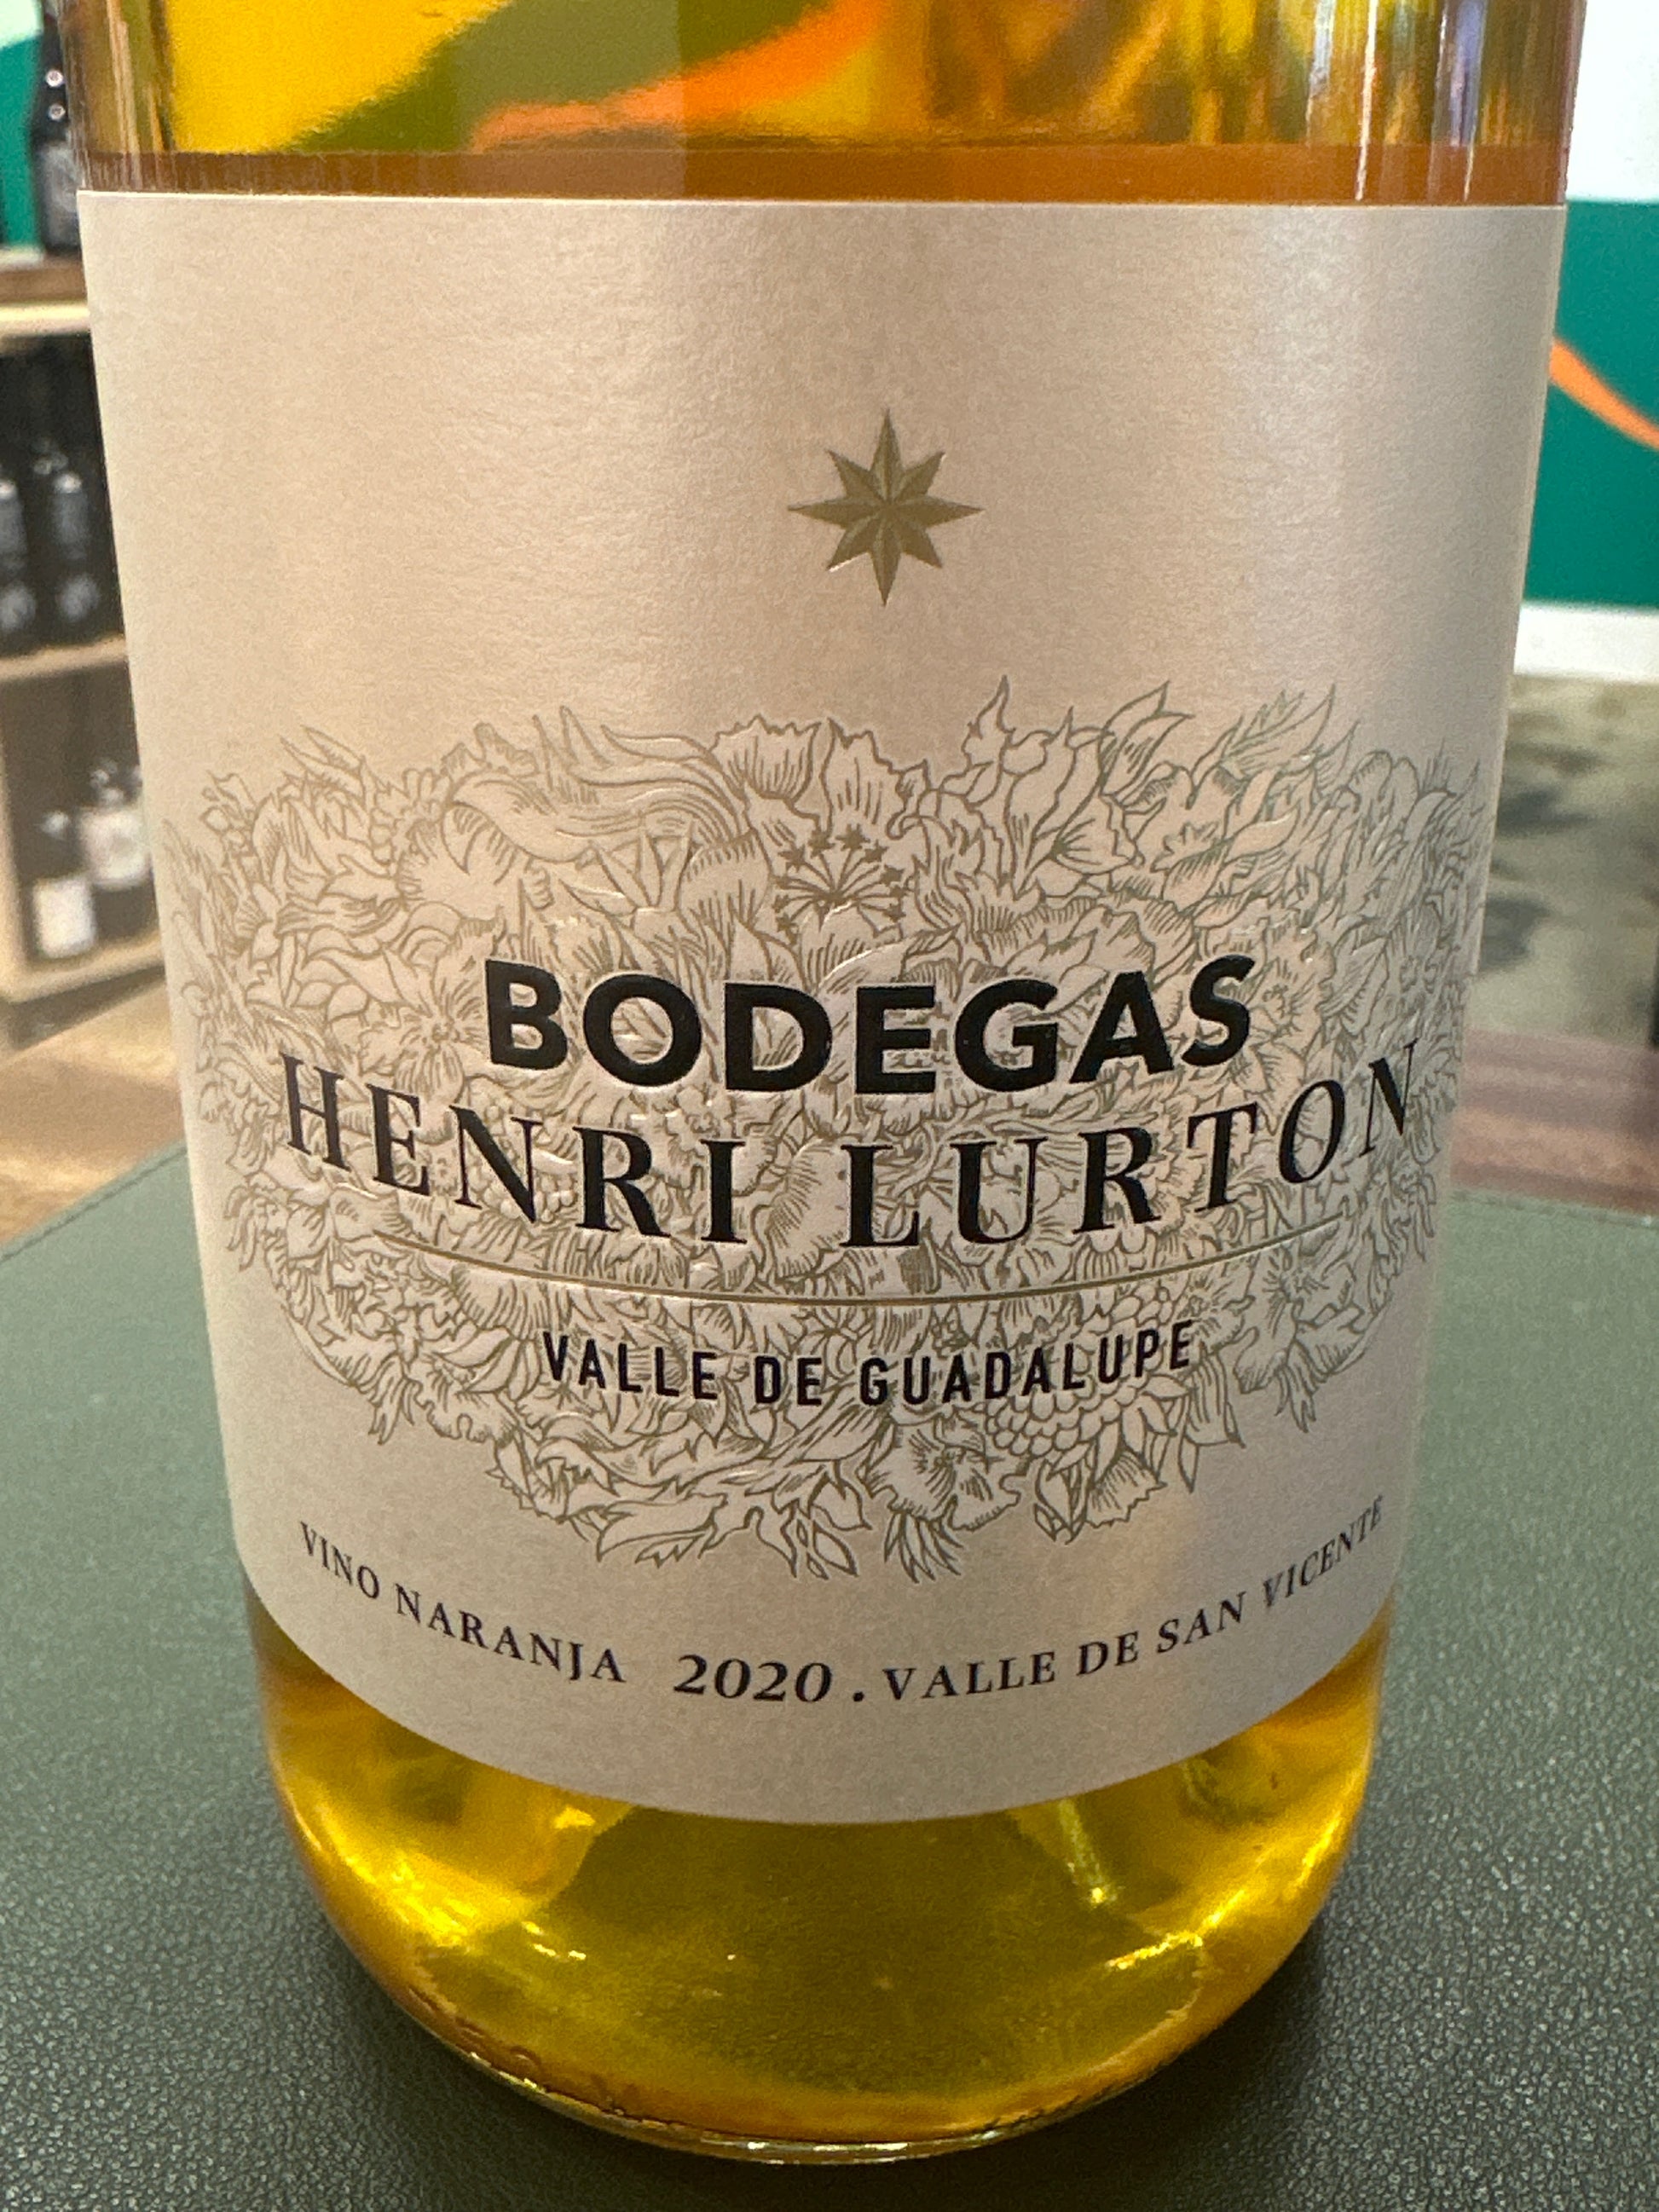 BODEGAS
HENRI LURTON
VALLE DE GUADALUPE
VINO NARANJA 2020 . VALLE DE SAN VICENTE